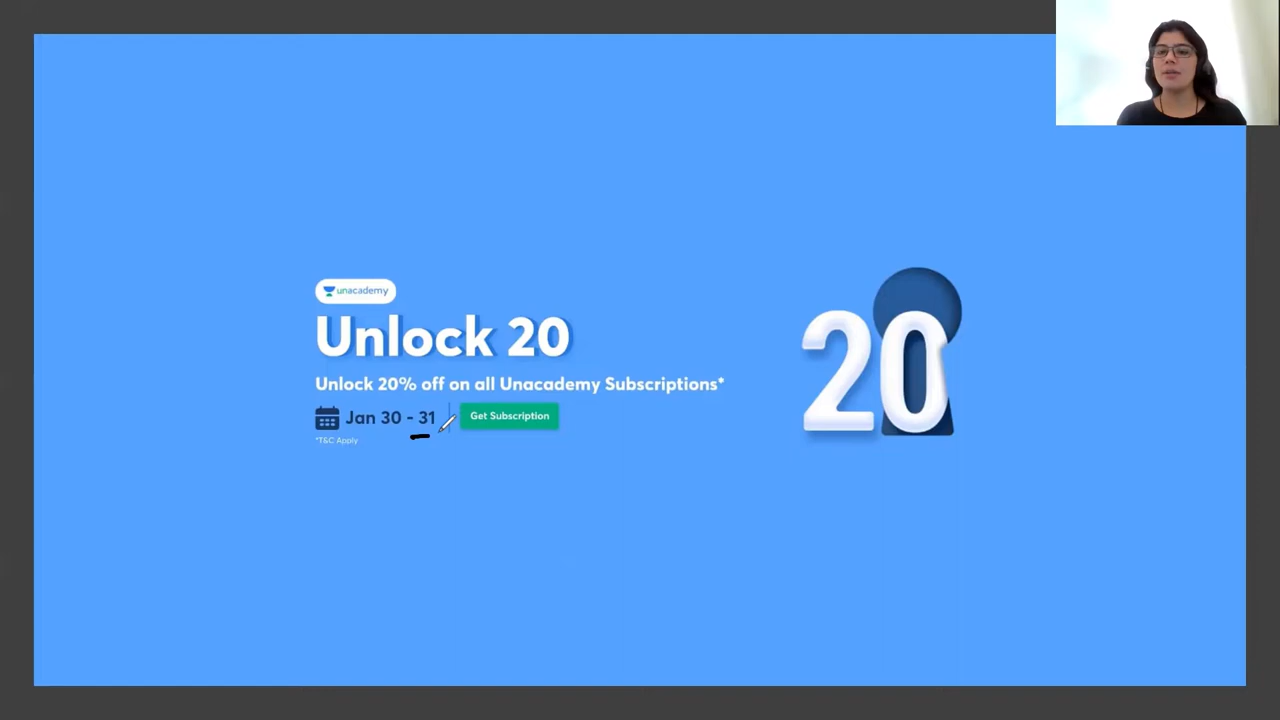 unacademy
Unlock 20
Unlock 20% off on all Unacademy Subscriptions*
Jan 30 - 31
Get Subscription
*T&C Apply
20